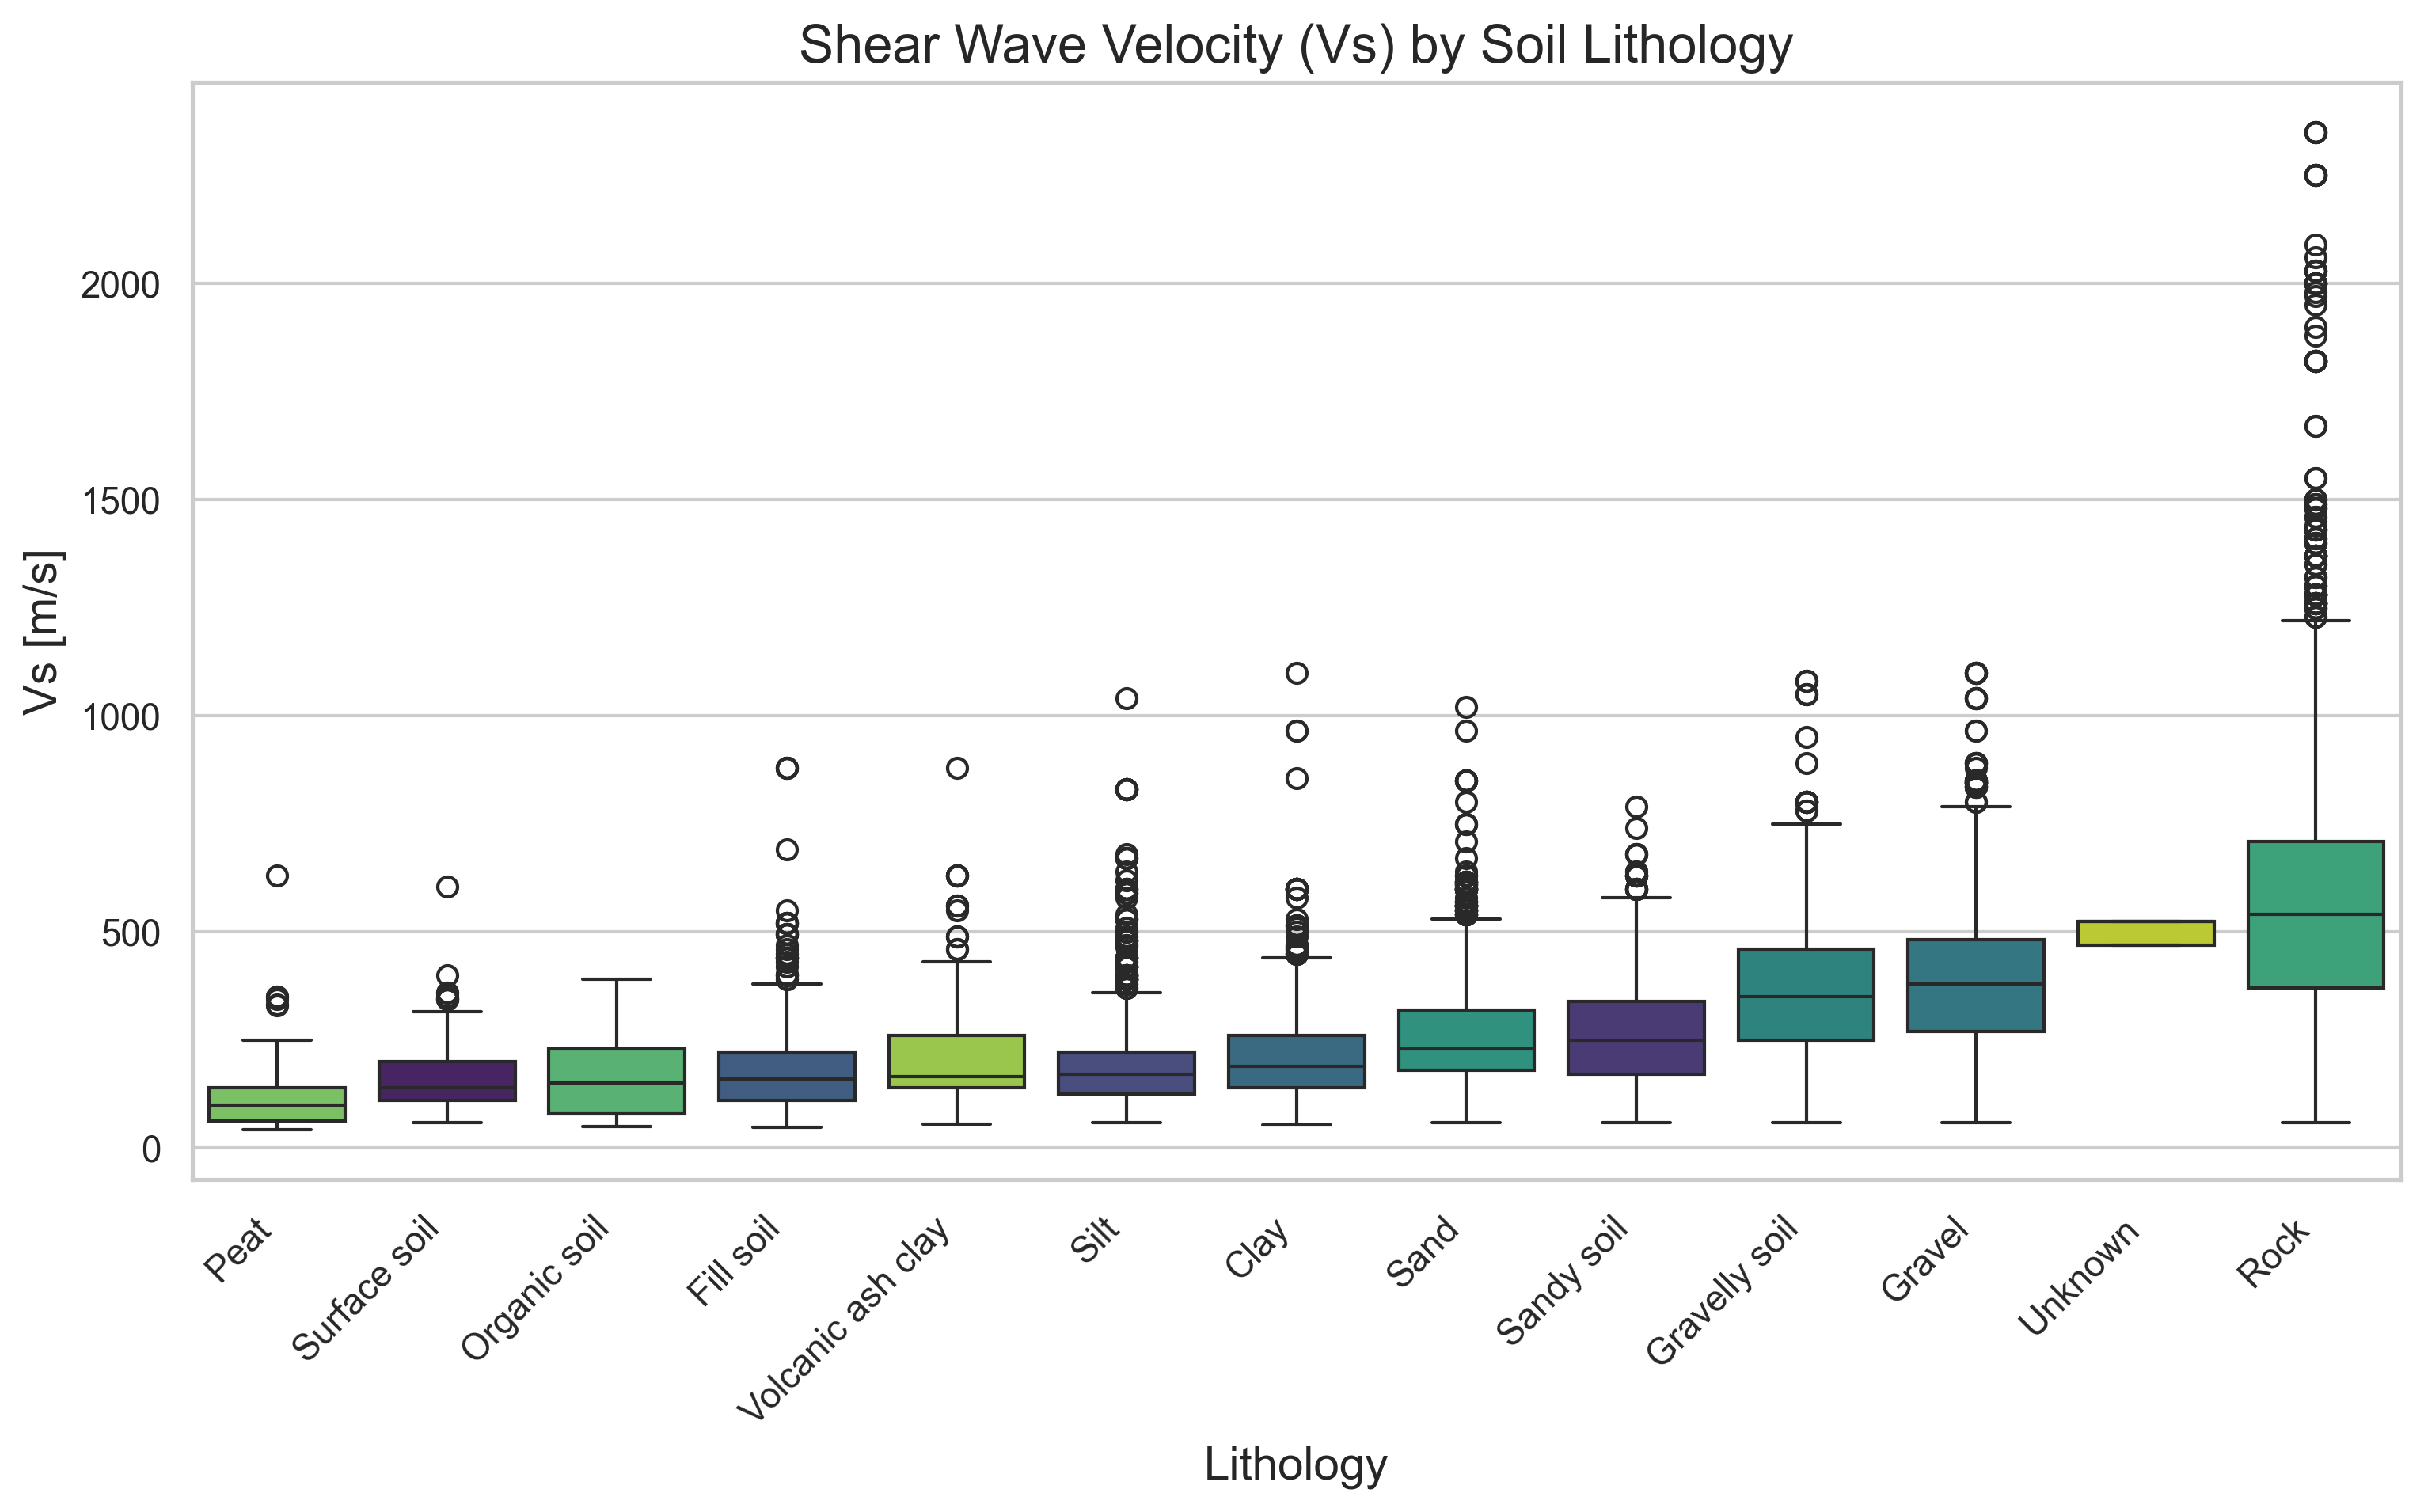 Shear Wave Velocity (Vs) by Soil Lithology
Vs [m/s]
2000
1500
1000
500
0
Peat
Surface soil
Organic soil
Fill soil
Volcanic ash clay
Silt
Clay
Sand
Sandy soil
Gravelly soil
Gravel
Unknown
Rock
Lithology